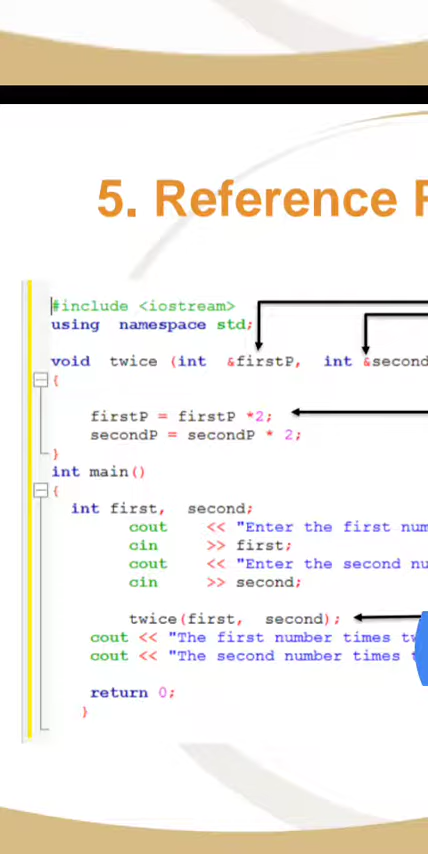 5. Reference
#include <iostream>
using namespace std;
void twice (int &firstP, int &second
{
firstP = firstP *2;
secondP = secondP * 2;
}
int main()
{
int first, second;
cout << "Enter the first num
cin >> first;
cout << "Enter the second nu
cin >> second;
twice(first, second);
cout << "The first number times tw
cout << "The second number times
return 0;
}